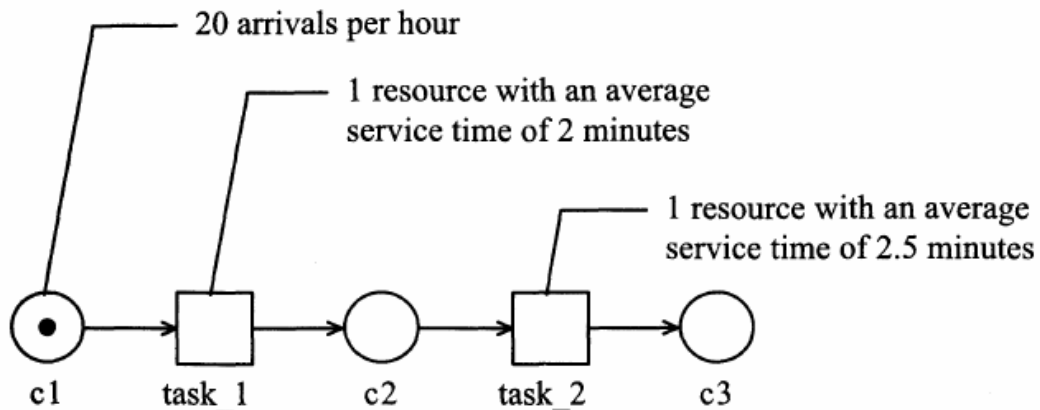 20 arrivals per hour
1 resource with an average
service time of 2 minutes
1 resource with an average
service time of 2.5 minutes
c1
task_1
c2
task_2
c3